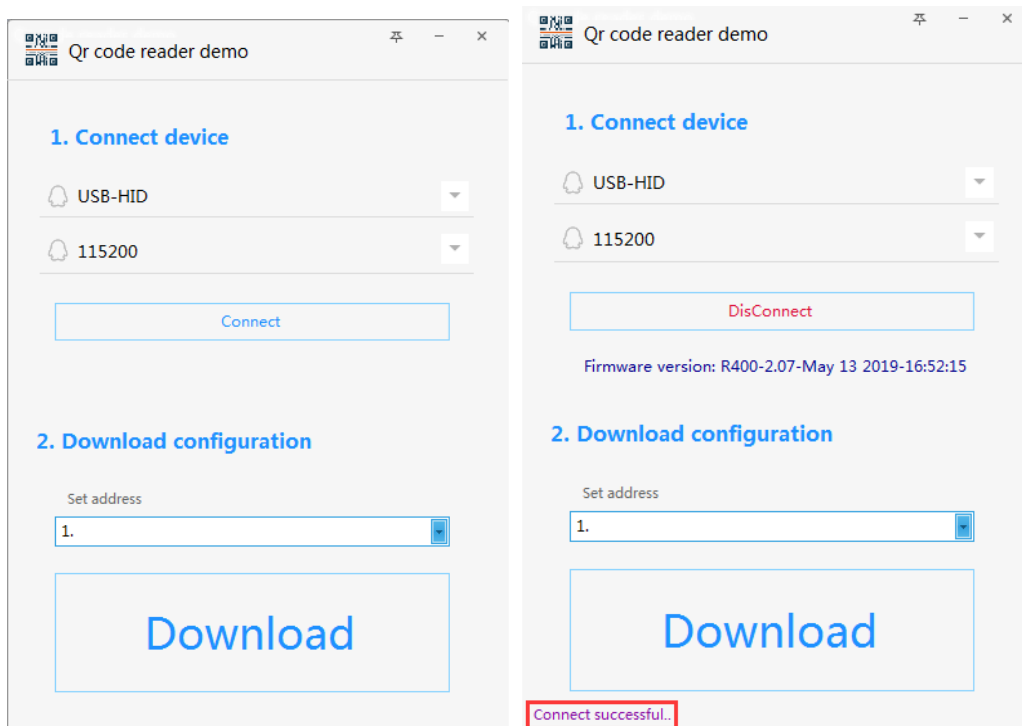 Qr code reader demo
1. Connect device
USB-HID
115200
Connect
2. Download configuration
Set address
1.
Download
Qr code reader demo
1. Connect device
USB-HID
115200
DisConnect
Firmware version: R400-2.07-May 13 2019-16:52:15
2. Download configuration
Set address
1.
Download
Connect successful..